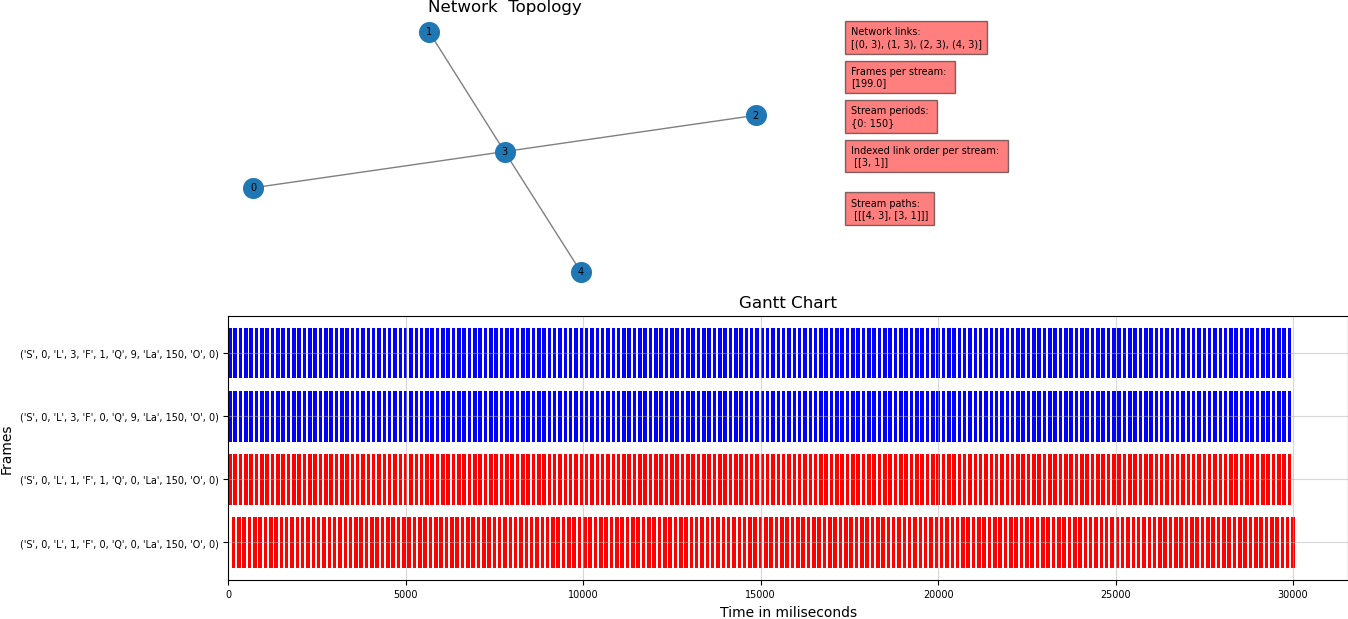 Network  Topology
1
2
3
0
4
Network links:
[(0, 3), (1, 3), (2, 3), (4, 3)]
Frames per stream:
[199.0]
Stream periods:
{0: 150}
Indexed link order per stream:
[[3, 1]]
Stream paths:
[[[4, 3], [3, 1]]]
Gantt Chart
Frames
('S', 0, 'L', 3, 'F', 1, 'Q', 9, 'La', 150, 'O', 0)
('S', 0, 'L', 3, 'F', 0, 'Q', 9, 'La', 150, 'O', 0)
('S', 0, 'L', 1, 'F', 1, 'Q', 0, 'La', 150, 'O', 0)
('S', 0, 'L', 1, 'F', 0, 'Q', 0, 'La', 150, 'O', 0)
0 5000 10000 15000 20000 25000 30000
Time in miliseconds